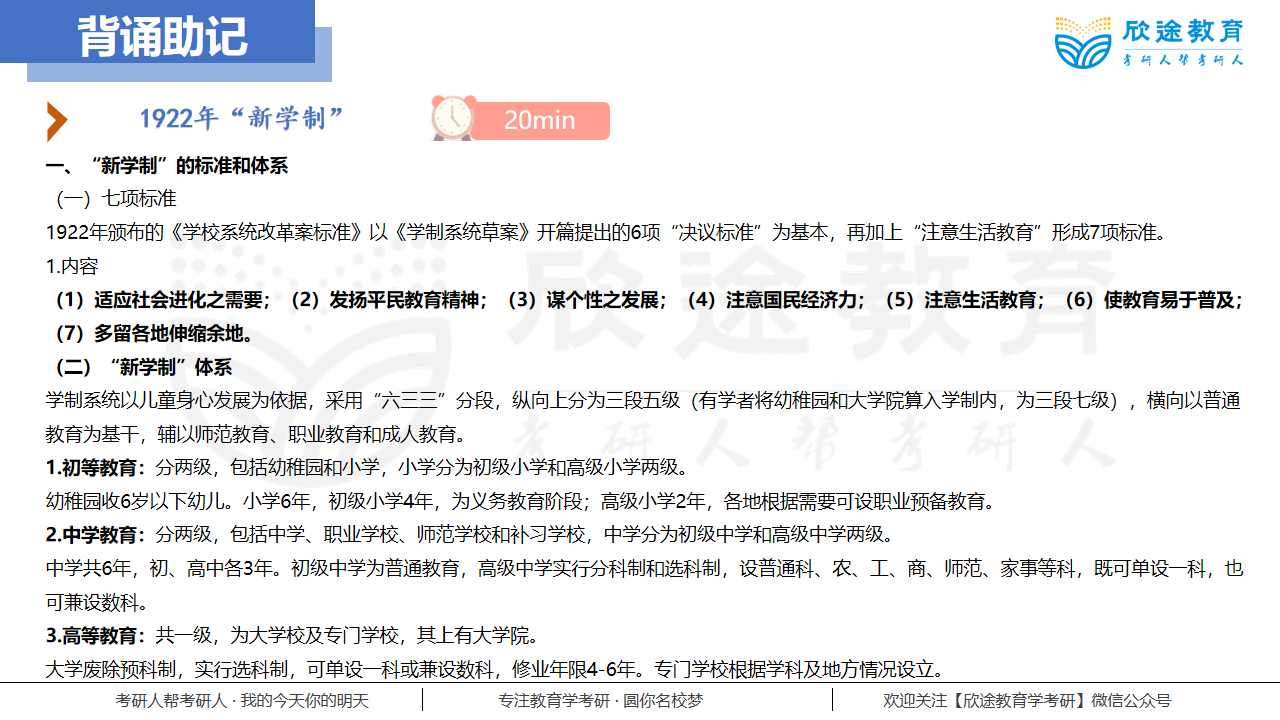 背诵助记
欣途教育
考研人帮考研人
1922年“新学制”
20min
一、“新学制”的标准和体系
（一）七项标准
1922年颁布的《学校系统改革案标准》以《学制系统草案》开篇提出的6项“决议标准”为基本，再加上“注意生活教育”形成7项标准。
1.内容
（1）适应社会进化之需要；（2）发扬平民教育精神；（3）谋个性之发展；（4）注意国民经济力；（5）注意生活教育；（6）使教育易于普及；
（7）多留各地伸缩余地。
（二）“新学制”体系
学制系统以儿童身心发展为依据，采用“六三三”分段，纵向上分为三段五级（有学者将幼稚园和大学院算入学制内，为三段七级），横向以普通
教育为基干，辅以师范教育、职业教育和成人教育。
1.初等教育：分两级，包括幼稚园和小学，小学分为初级小学和高级小学两级。
幼稚园收6岁以下幼儿。小学6年，初级小学4年，为义务教育阶段；高级小学2年，各地根据需要可设职业预备教育。
2.中学教育：分两级，包括中学、职业学校、师范学校和补习学校，中学分为初级中学和高级中学两级。
中学共6年，初、高中各3年。初级中学为普通教育，高级中学实行分科制和选科制，设普通科、农、工、商、师范、家事等科，既可单设一科，也
可兼设数科。
3.高等教育：共一级，为大学校及专门学校，其上有大学院。
大学废除预科制，实行选科制，可单设一科或兼设数科，修业年限4-6年。专门学校根据学科及地方情况设立。
欣途教育
考研人帮考研人
考研人帮考研人 · 我的今天你的明天
专注教育学考研 · 圆你名校梦
欢迎关注【欣途教育学考研】微信公众号